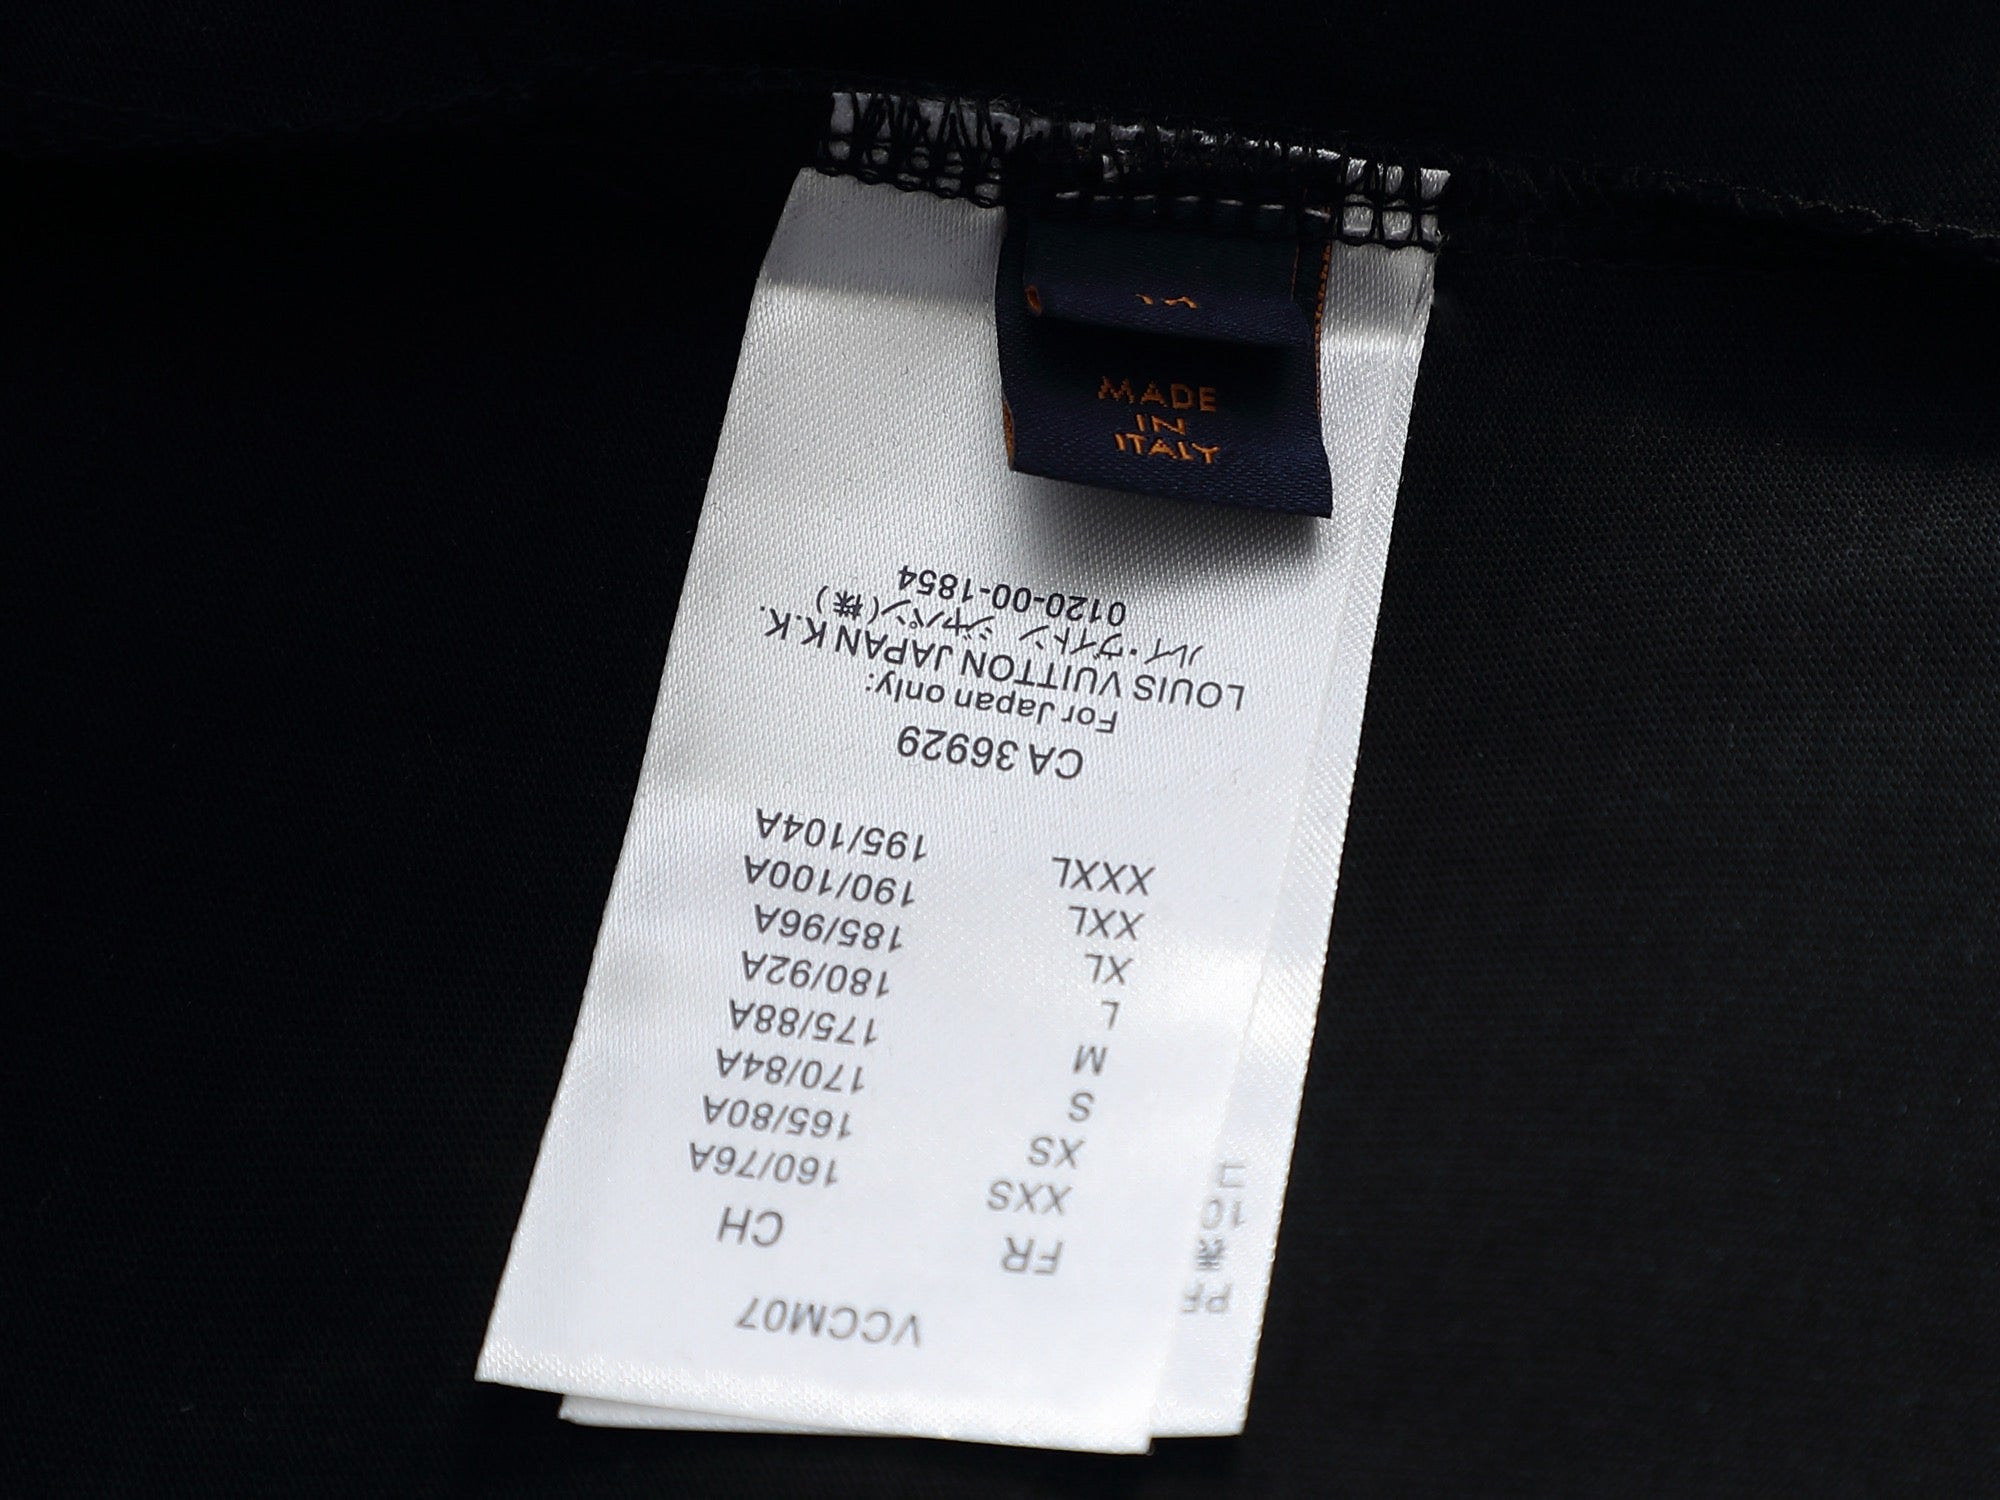 MADE
IN
ITALY
VCCM07
FR CH
XXS 160/76A
XS 165/80A
S 170/84A
M 175/88A
L 180/92A
XL 185/96A
XXL 190/100A
XXXL 195/104A
CA 36929
For Japan only:
LOUIS VUITTON JAPAN K.K.
ルイ・ヴィトン ジャパン(株)
0120-00-1854